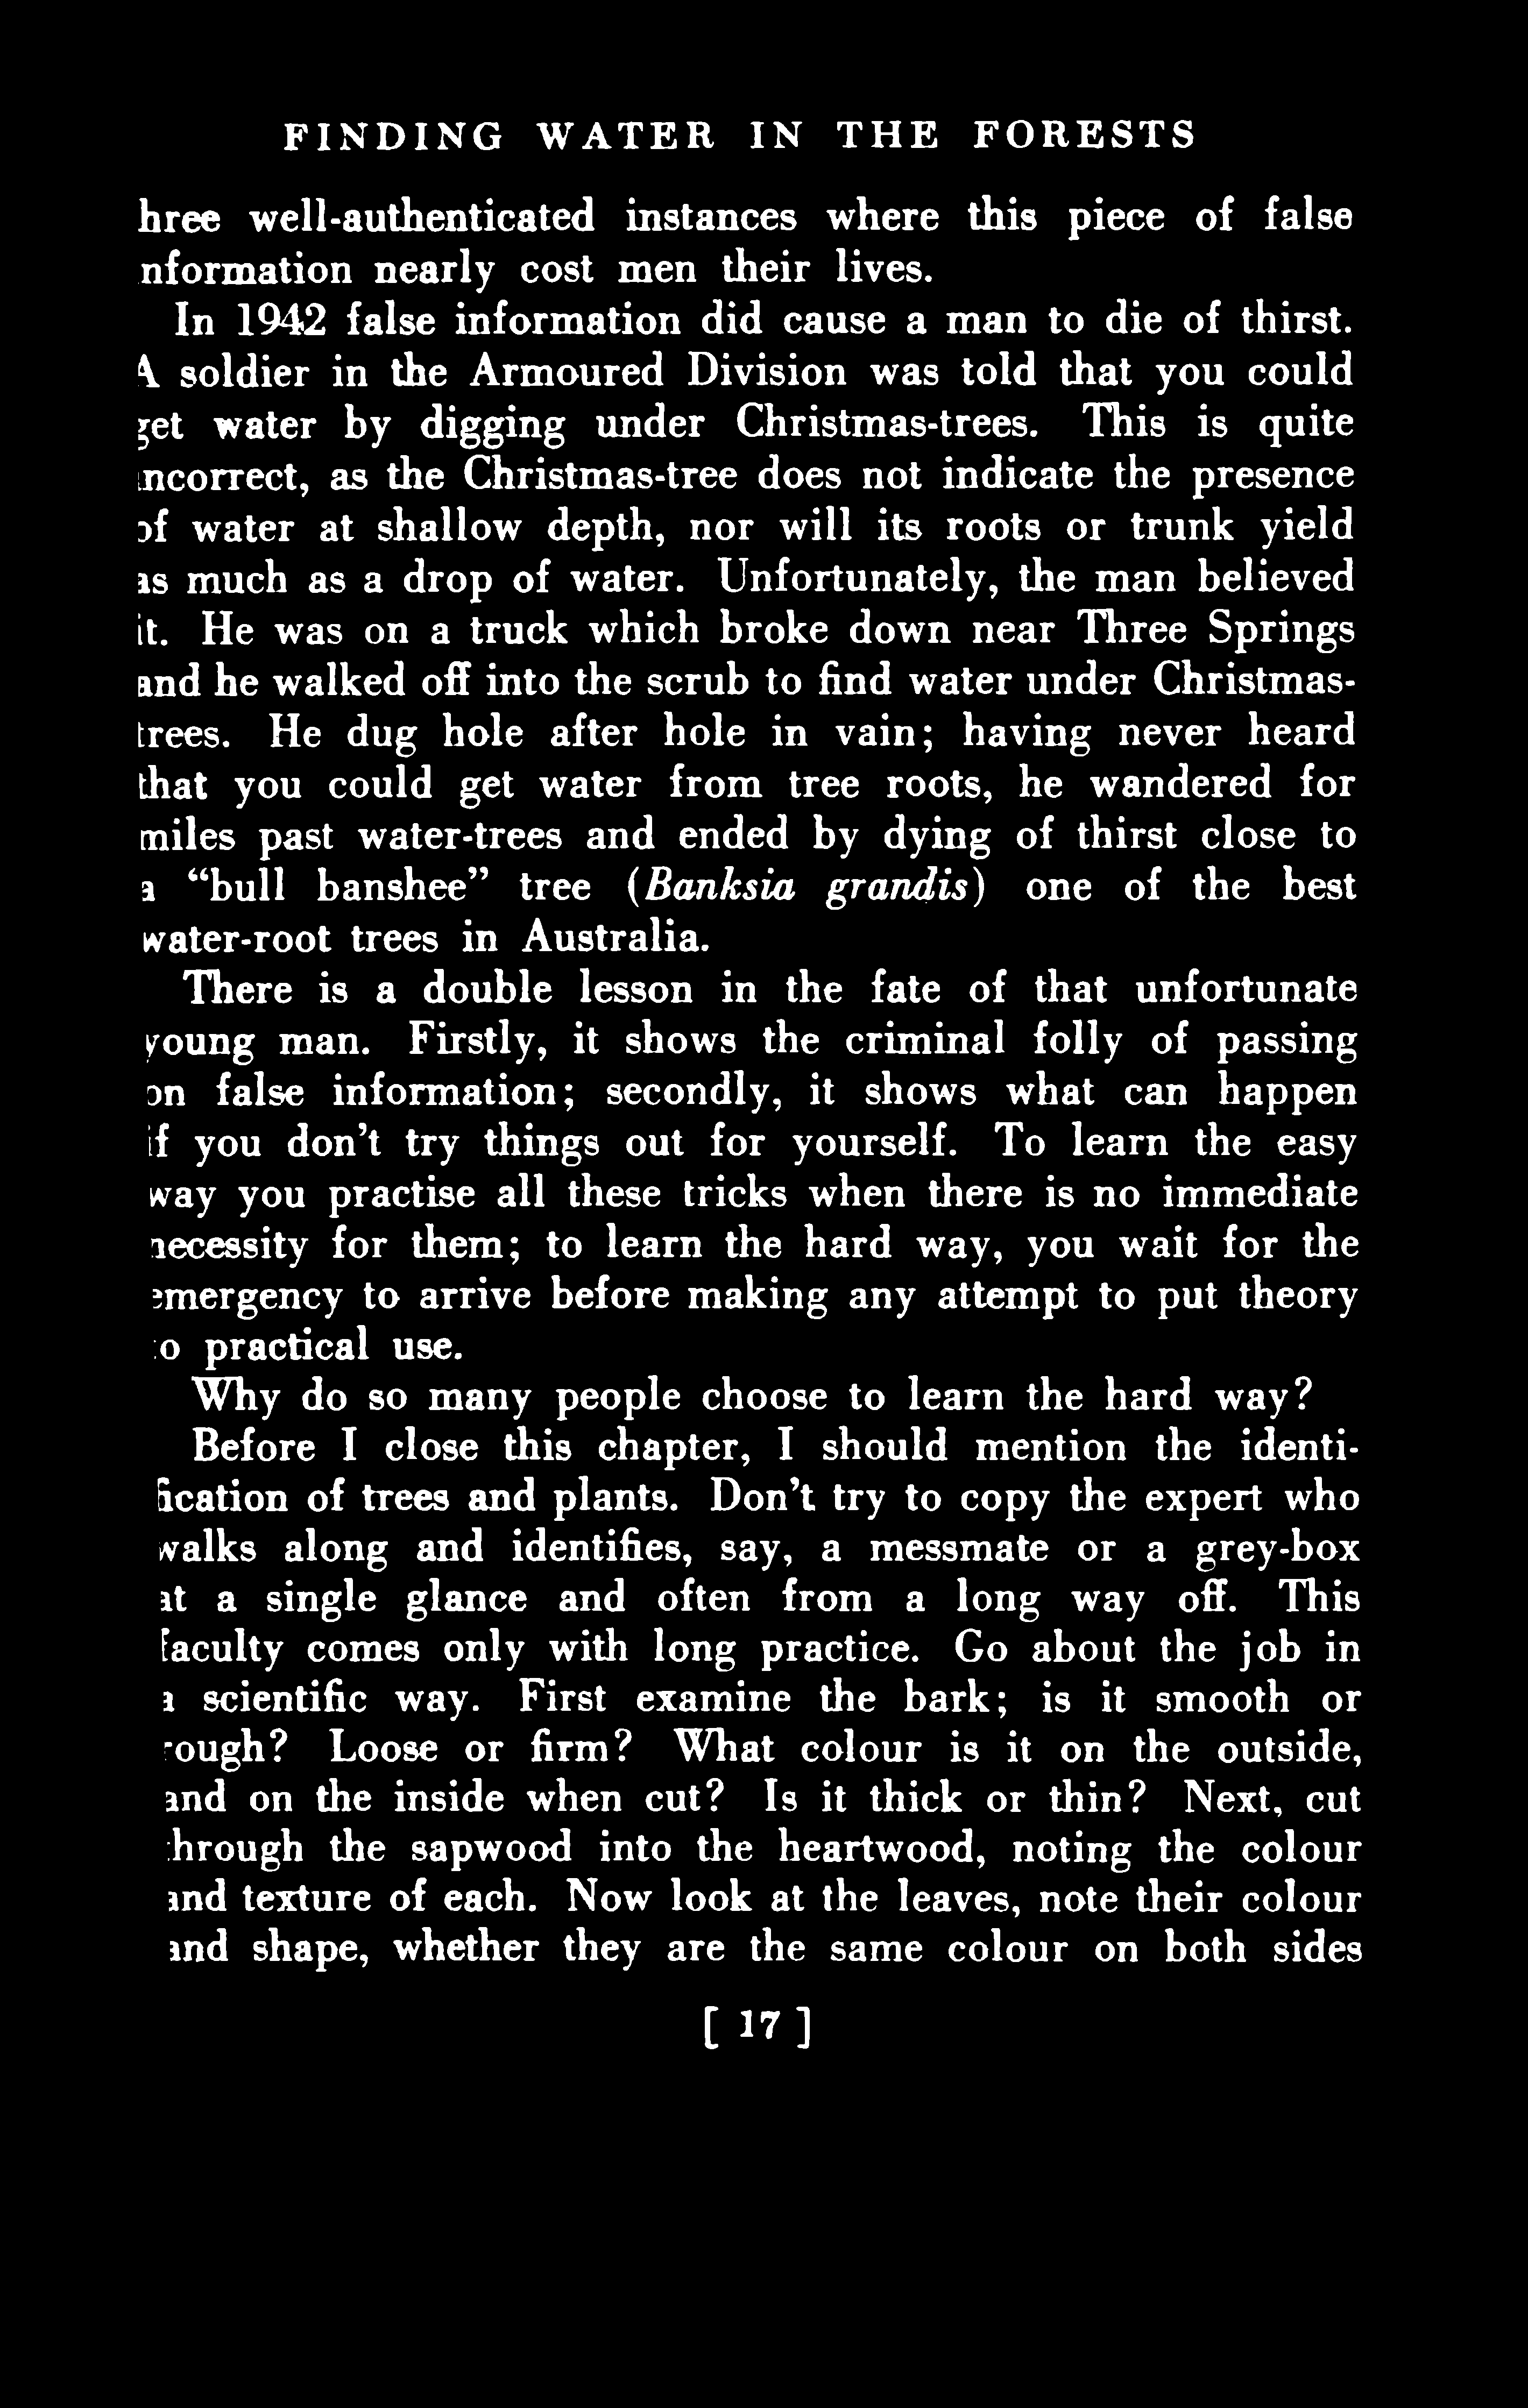 FINDING WATER IN THE FORESTS
hree well-authenticated instances where this piece of false
nformation nearly cost men their lives.
In 1942 false information did cause a man to die of thirst.
A soldier in the Armoured Division was told that you could
get water by digging under Christmas-trees. This is quite
incorrect, as the Christmas-tree does not indicate the presence
of water at shallow depth, nor will its roots or trunk yield
as much as a drop of water. Unfortunately, the man believed
it. He was on a truck which broke down near Three Springs
and he walked off into the scrub to find water under Christmas-
trees. He dug hole after hole in vain; having never heard
that you could get water from tree roots, he wandered for
miles past water-trees and ended by dying of thirst close to
a “bull banshee” tree (Banksia grandis) one of the best
water-root trees in Australia.
There is a double lesson in the fate of that unfortunate
young man. Firstly, it shows the criminal folly of passing
on false information; secondly, it shows what can happen
if you don’t try things out for yourself. To learn the easy
way you practise all these tricks when there is no immediate
necessity for them; to learn the hard way, you wait for the
emergency to arrive before making any attempt to put theory
to practical use.
Why do so many people choose to learn the hard way?
Before I close this chapter, I should mention the identi-
fication of trees and plants. Don’t try to copy the expert who
walks along and identifies, say, a messmate or a grey-box
at a single glance and often from a long way off. This
faculty comes only with long practice. Go about the job in
a scientific way. First examine the bark; is it smooth or
rough? Loose or firm? What colour is it on the outside,
and on the inside when cut? Is it thick or thin? Next, cut
through the sapwood into the heartwood, noting the colour
and texture of each. Now look at the leaves, note their colour
and shape, whether they are the same colour on both sides
[ 17 ]